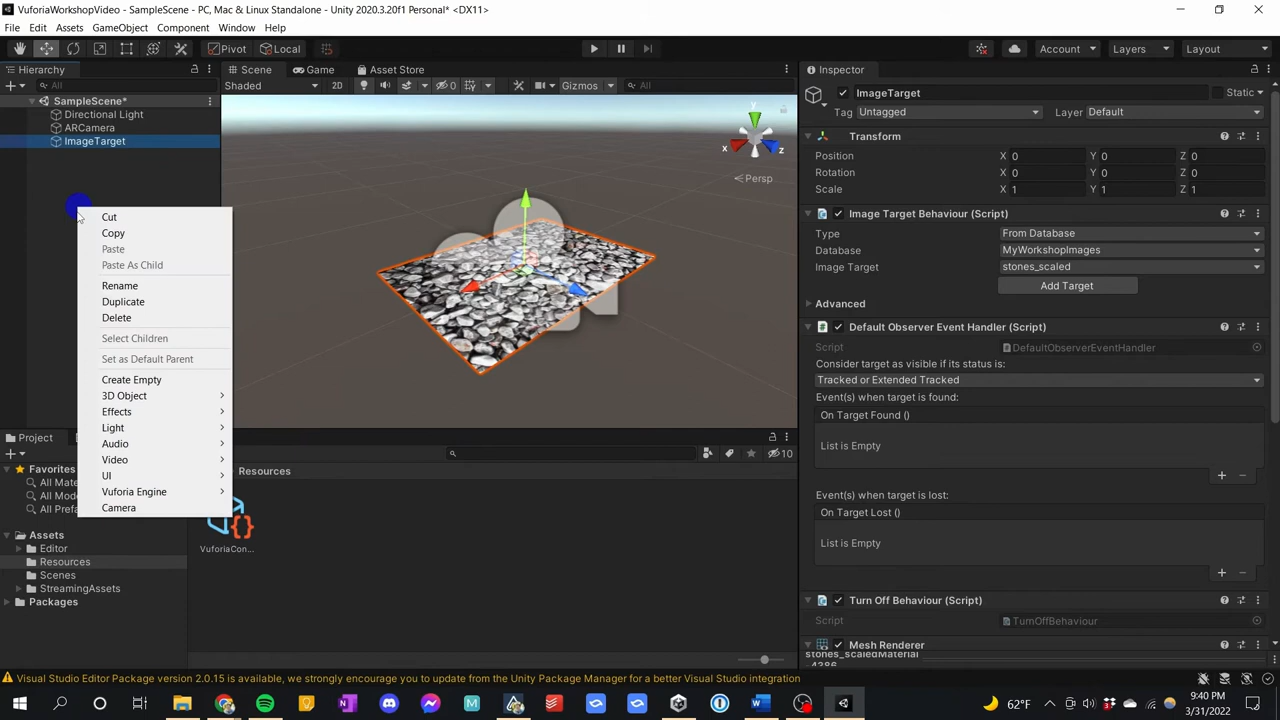 VuforiaWorkshopVideo - SampleScene - PC, Mac & Linux Standalone - Unity 2020.3.20f1 Personal* <DX11>
File Edit Assets GameObject Component Window Help
Pivot Local Account Layers Layout
Hierarchy
All
SampleScene*
Directional Light
ARCamera
ImageTarget
Cut
Copy
Paste
Paste As Child
Rename
Duplicate
Delete
Select Children
Set as Default Parent
Create Empty
3D Object
Effects
Light
Audio
Video
UI
Vuforia Engine
Camera
Scene Game Asset Store
Shaded 2D 0 Gizmos All
y
x z
Persp
Project
10
Favorites
All Mate
All Mode
All Prefa
Assets
Editor
Resources
Scenes
StreamingAssets
Packages
Resources
VuforiaCon...
Inspector
ImageTarget Static
Tag Untagged Layer Default
Transform
Position X 0 Y 0 Z 0
Rotation X 0 Y 0 Z 0
Scale X 1 Y 1 Z 1
Image Target Behaviour (Script)
Type From Database
Database MyWorkshopImages
Image Target stones_scaled
Add Target
Advanced
Default Observer Event Handler (Script)
Script DefaultObserverEventHandler
Consider target as visible if its status is:
Tracked or Extended Tracked
Event(s) when target is found:
On Target Found ()
List is Empty
Event(s) when target is lost:
On Target Lost ()
List is Empty
Turn Off Behaviour (Script)
Script TurnOffBehaviour
Mesh Renderer
stones_scaledMaterial
Visual Studio Editor Package version 2.0.15 is available, we strongly encourage you to update from the Unity Package Manager for a better Visual Studio integration
62°F
9:40 PM
3/31/2022